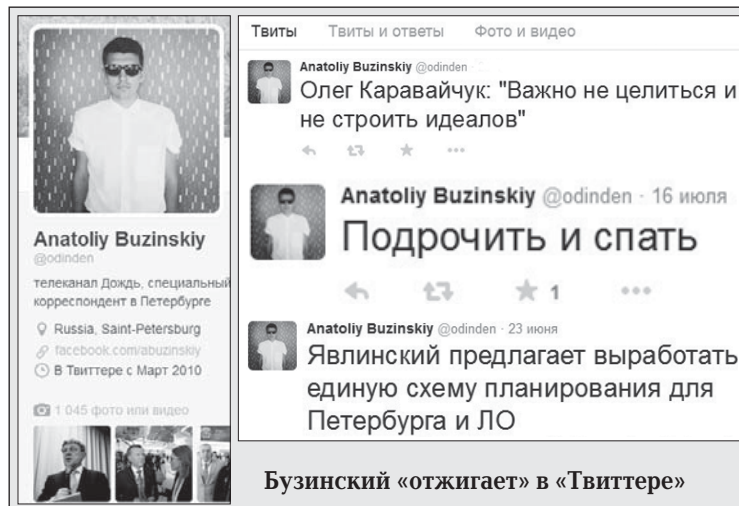 Anatoliy Buzinskiy
@odinden
телеканал Дождь, специальный
корреспондент в Петербурге
Russia, Saint-Petersburg
facebook.com/abuzinskiy
В Твиттере с Март 2010
1 045 фото или видео
Твиты Твиты и ответы Фото и видео
Anatoliy Buzinskiy @odinden
Олег Каравайчук: "Важно не целиться и
не строить идеалов"
Anatoliy Buzinskiy @odinden · 16 июля
Подрочить и спать
1
Anatoliy Buzinskiy @odinden · 23 июня
Явлинский предлагает выработать
единую схему планирования для
Петербурга и ЛО
Бузинский «отжигает» в «Твиттере»